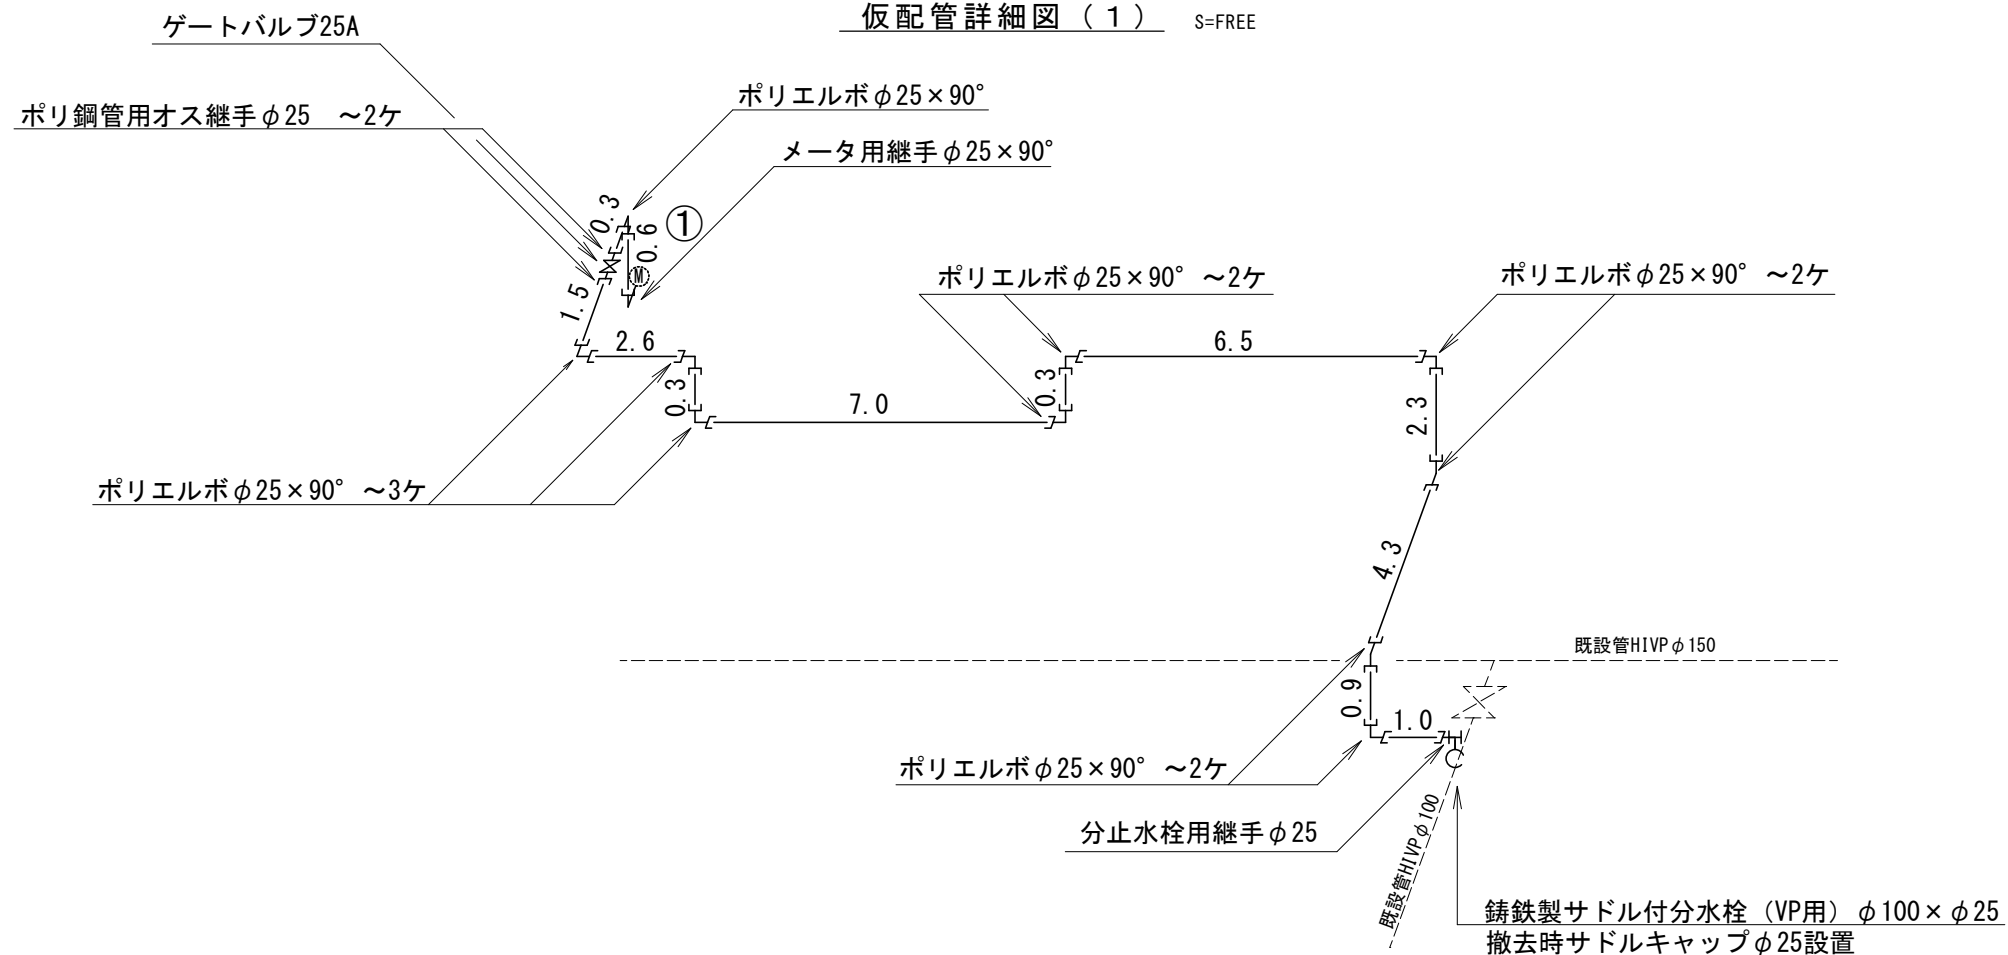 仮配管詳細図（１） S=FREE
ゲートバルブ25A
ポリエルボφ25×90°
ポリ鋼管用オス継手φ25 ～2ケ
メータ用継手φ25×90°
0.3
0.6
①
M
1.5
ポリエルボφ25×90° ～2ケ
ポリエルボφ25×90° ～2ケ
2.6
6.5
0.3
0.3
7.0
2.3
ポリエルボφ25×90° ～3ケ
4.3
既設管HIVPφ150
0.9
1.0
ポリエルボφ25×90° ～2ケ
分止水栓用継手φ25
既設管HIVPφ100
鋳鉄製サドル付分水栓（VP用）φ100×φ25
撤去時サドルキャップφ25設置